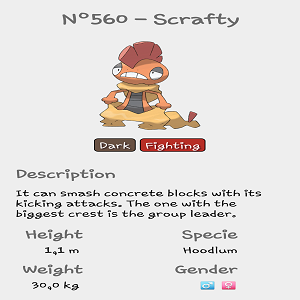 Nº560 - Scrafty
Dark Fighting
Description
It can smash concrete blocks with its
kicking attacks. The one with the
biggest crest is the group leader.
Height Specie
1,1 m Hoodlum
Weight Gender
30,0 kg ♂ ♀